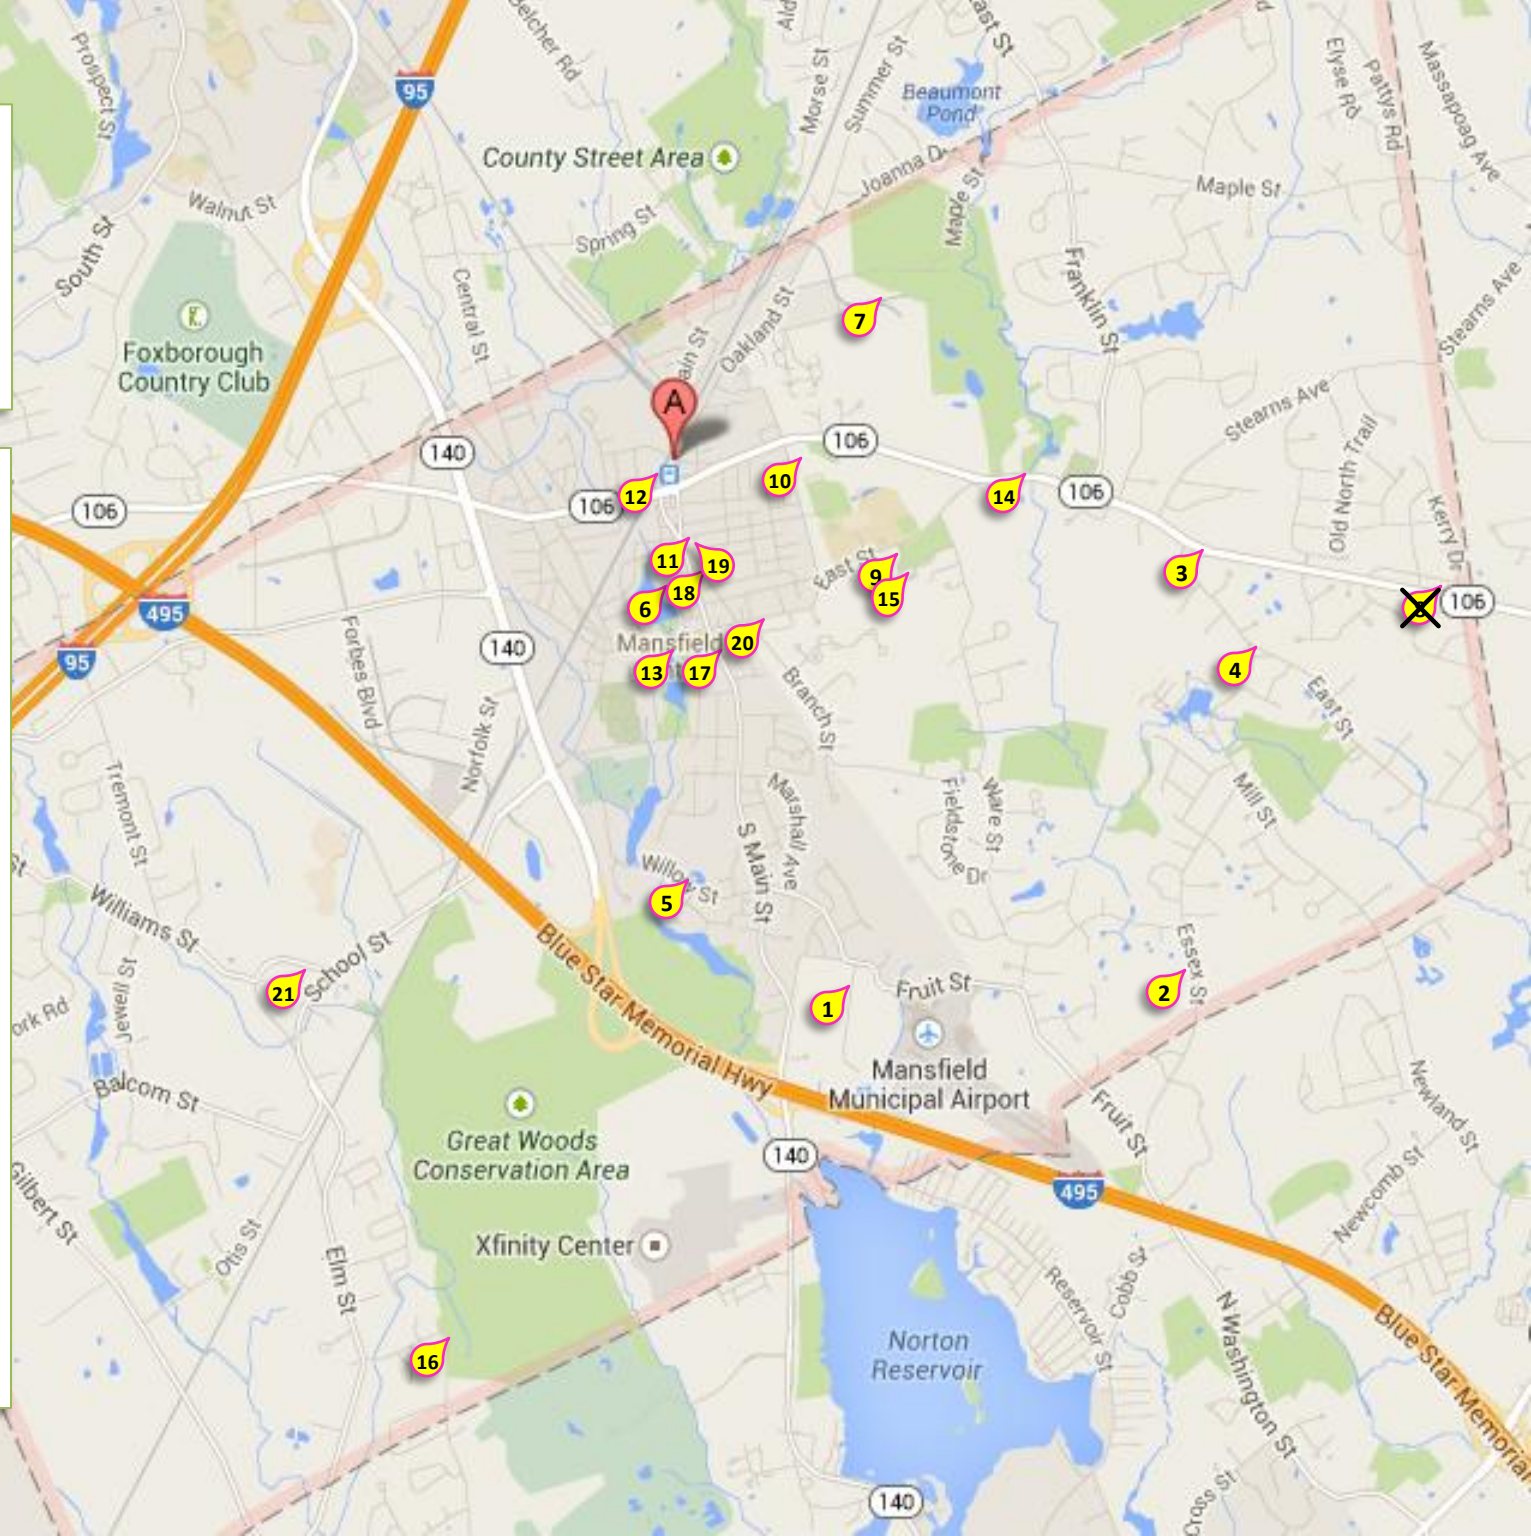 Belcher Rd
Prospect St
95
Morse St
Summer St
East St
Beaumont
Pond
Elyse Rd
Pattys Rd
Massapoag Ave
County Street Area
Joanna Dr
Maple St
Maple St
Walnut St
Spring St
South St
Central St
Franklin St
Stearns Ave
Oakland St
7
Foxborough
Country Club
A
Stearns Ave
Old North Trail
140
106
10
12
106
106
14
106
Kerry Dr
11
19
East St
9
3
18
15
6
495
106
Mansfield
20
140
95
13
17
4
Forbes Blvd
Norfolk St
Branch St
East St
Tremont St
Marshall Ave
Fieldstone Dr
Ware St
Mill St
S Main St
Willow St
5
Williams St
School St
Blue Star Memorial Hwy
Essex St
21
Jewell St
Fruit St
2
1
Mansfield
Municipal Airport
Balcom St
Great Woods
Conservation Area
Fruit St
Newland St
140
495
Gilbert St
Otis St
Xfinity Center
Newcomb St
Elm St
Reservoir St
Cobb St
N Washington St
Norton
Reservoir
16
Blue Star Memorial
140
Cross St